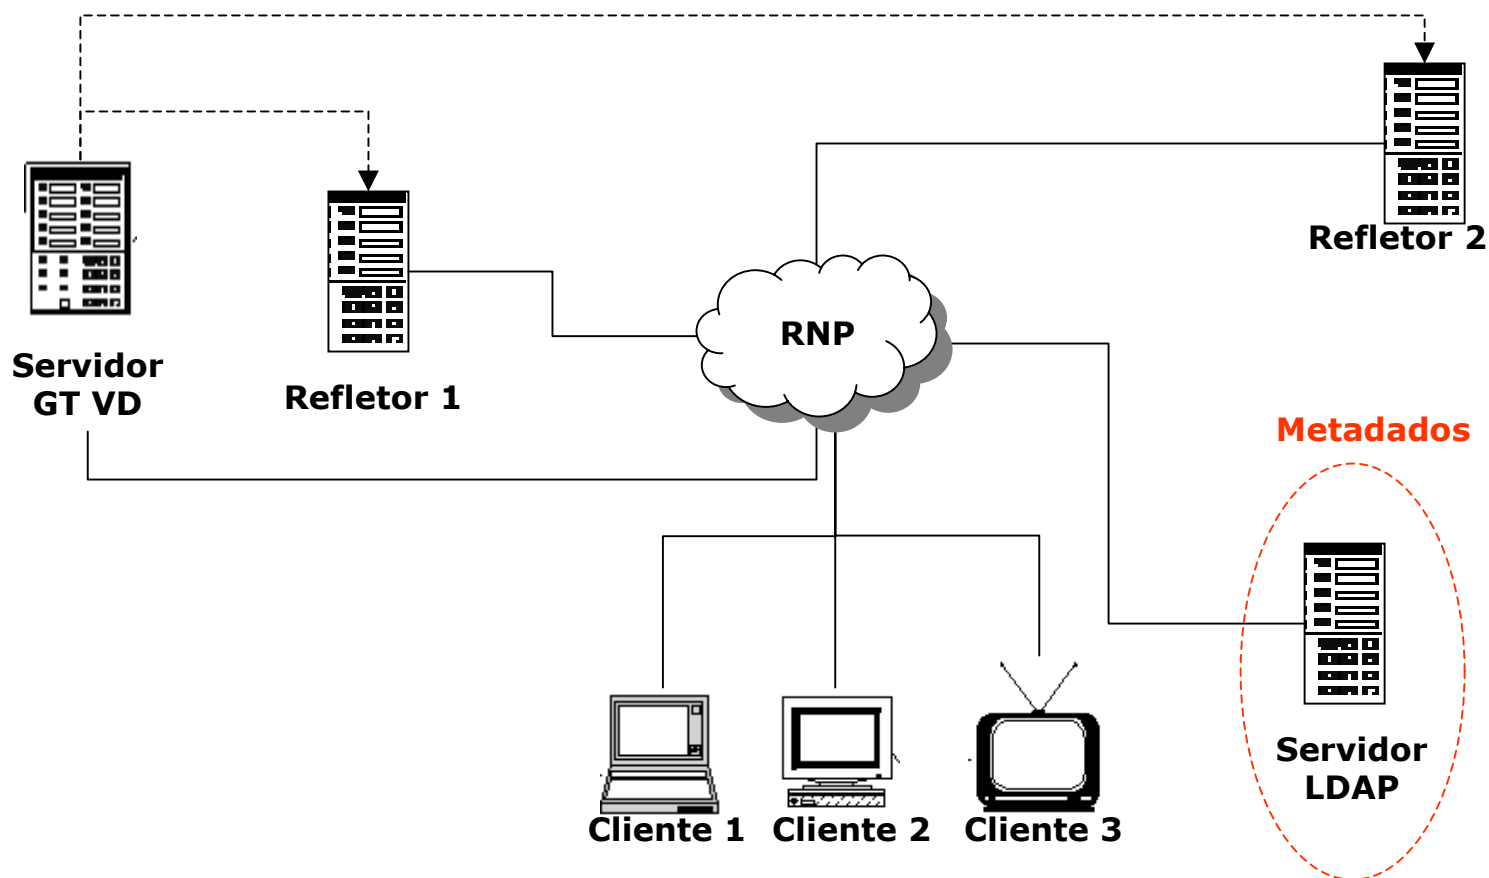 Refletor 2
RNP
Servidor
GT VD
Refletor 1
Metadados
Servidor
LDAP
Cliente 1
Cliente 2
Cliente 3